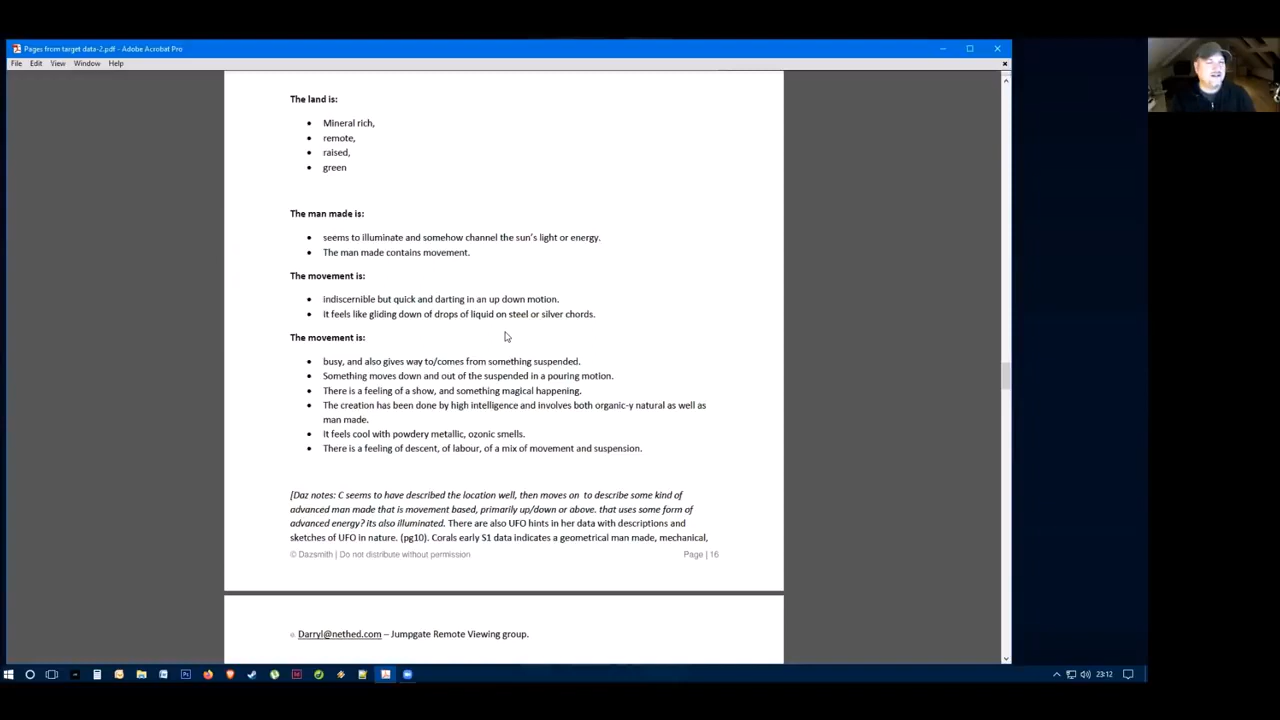 Pages from target data-2.pdf - Adobe Acrobat Pro
File Edit View Window Help
The land is:
• Mineral rich,
• remote,
• raised,
• green
The man made is:
• seems to illuminate and somehow channel the sun's light or energy.
• The man made contains movement.
The movement is:
• indiscernible but quick and darting in an up down motion.
• it feels like gliding down of drops of liquid on steel or silver chords.
The movement is:
• busy, and also gives way to/comes from something suspended.
• Something moves down and out of the suspended in a pouring motion.
• There is a feeling of a show, and something magical happening.
• The creation has been done by high intelligence and involves both organic-y natural as well as
man made.
• It feels cool with powdery metallic, ozonic smells.
• There is a feeling of descent, of labour, of a mix of movement and suspension.
[Daz notes: C seems to have described the location well, then moves on to describe some kind of
advanced man made that is movement based, primarily up/down or above. that uses some form of
advanced energy? its also illuminated. There are also UFO hints in her data with descriptions and
sketches of UFO in nature. (pg10). Corals early S1 data indicates a geometrical man made, mechanical,
© Dazsmith | Do not distribute without permission Page | 16
Darryl@nethed.com – Jumpgate Remote Viewing group.
23:12